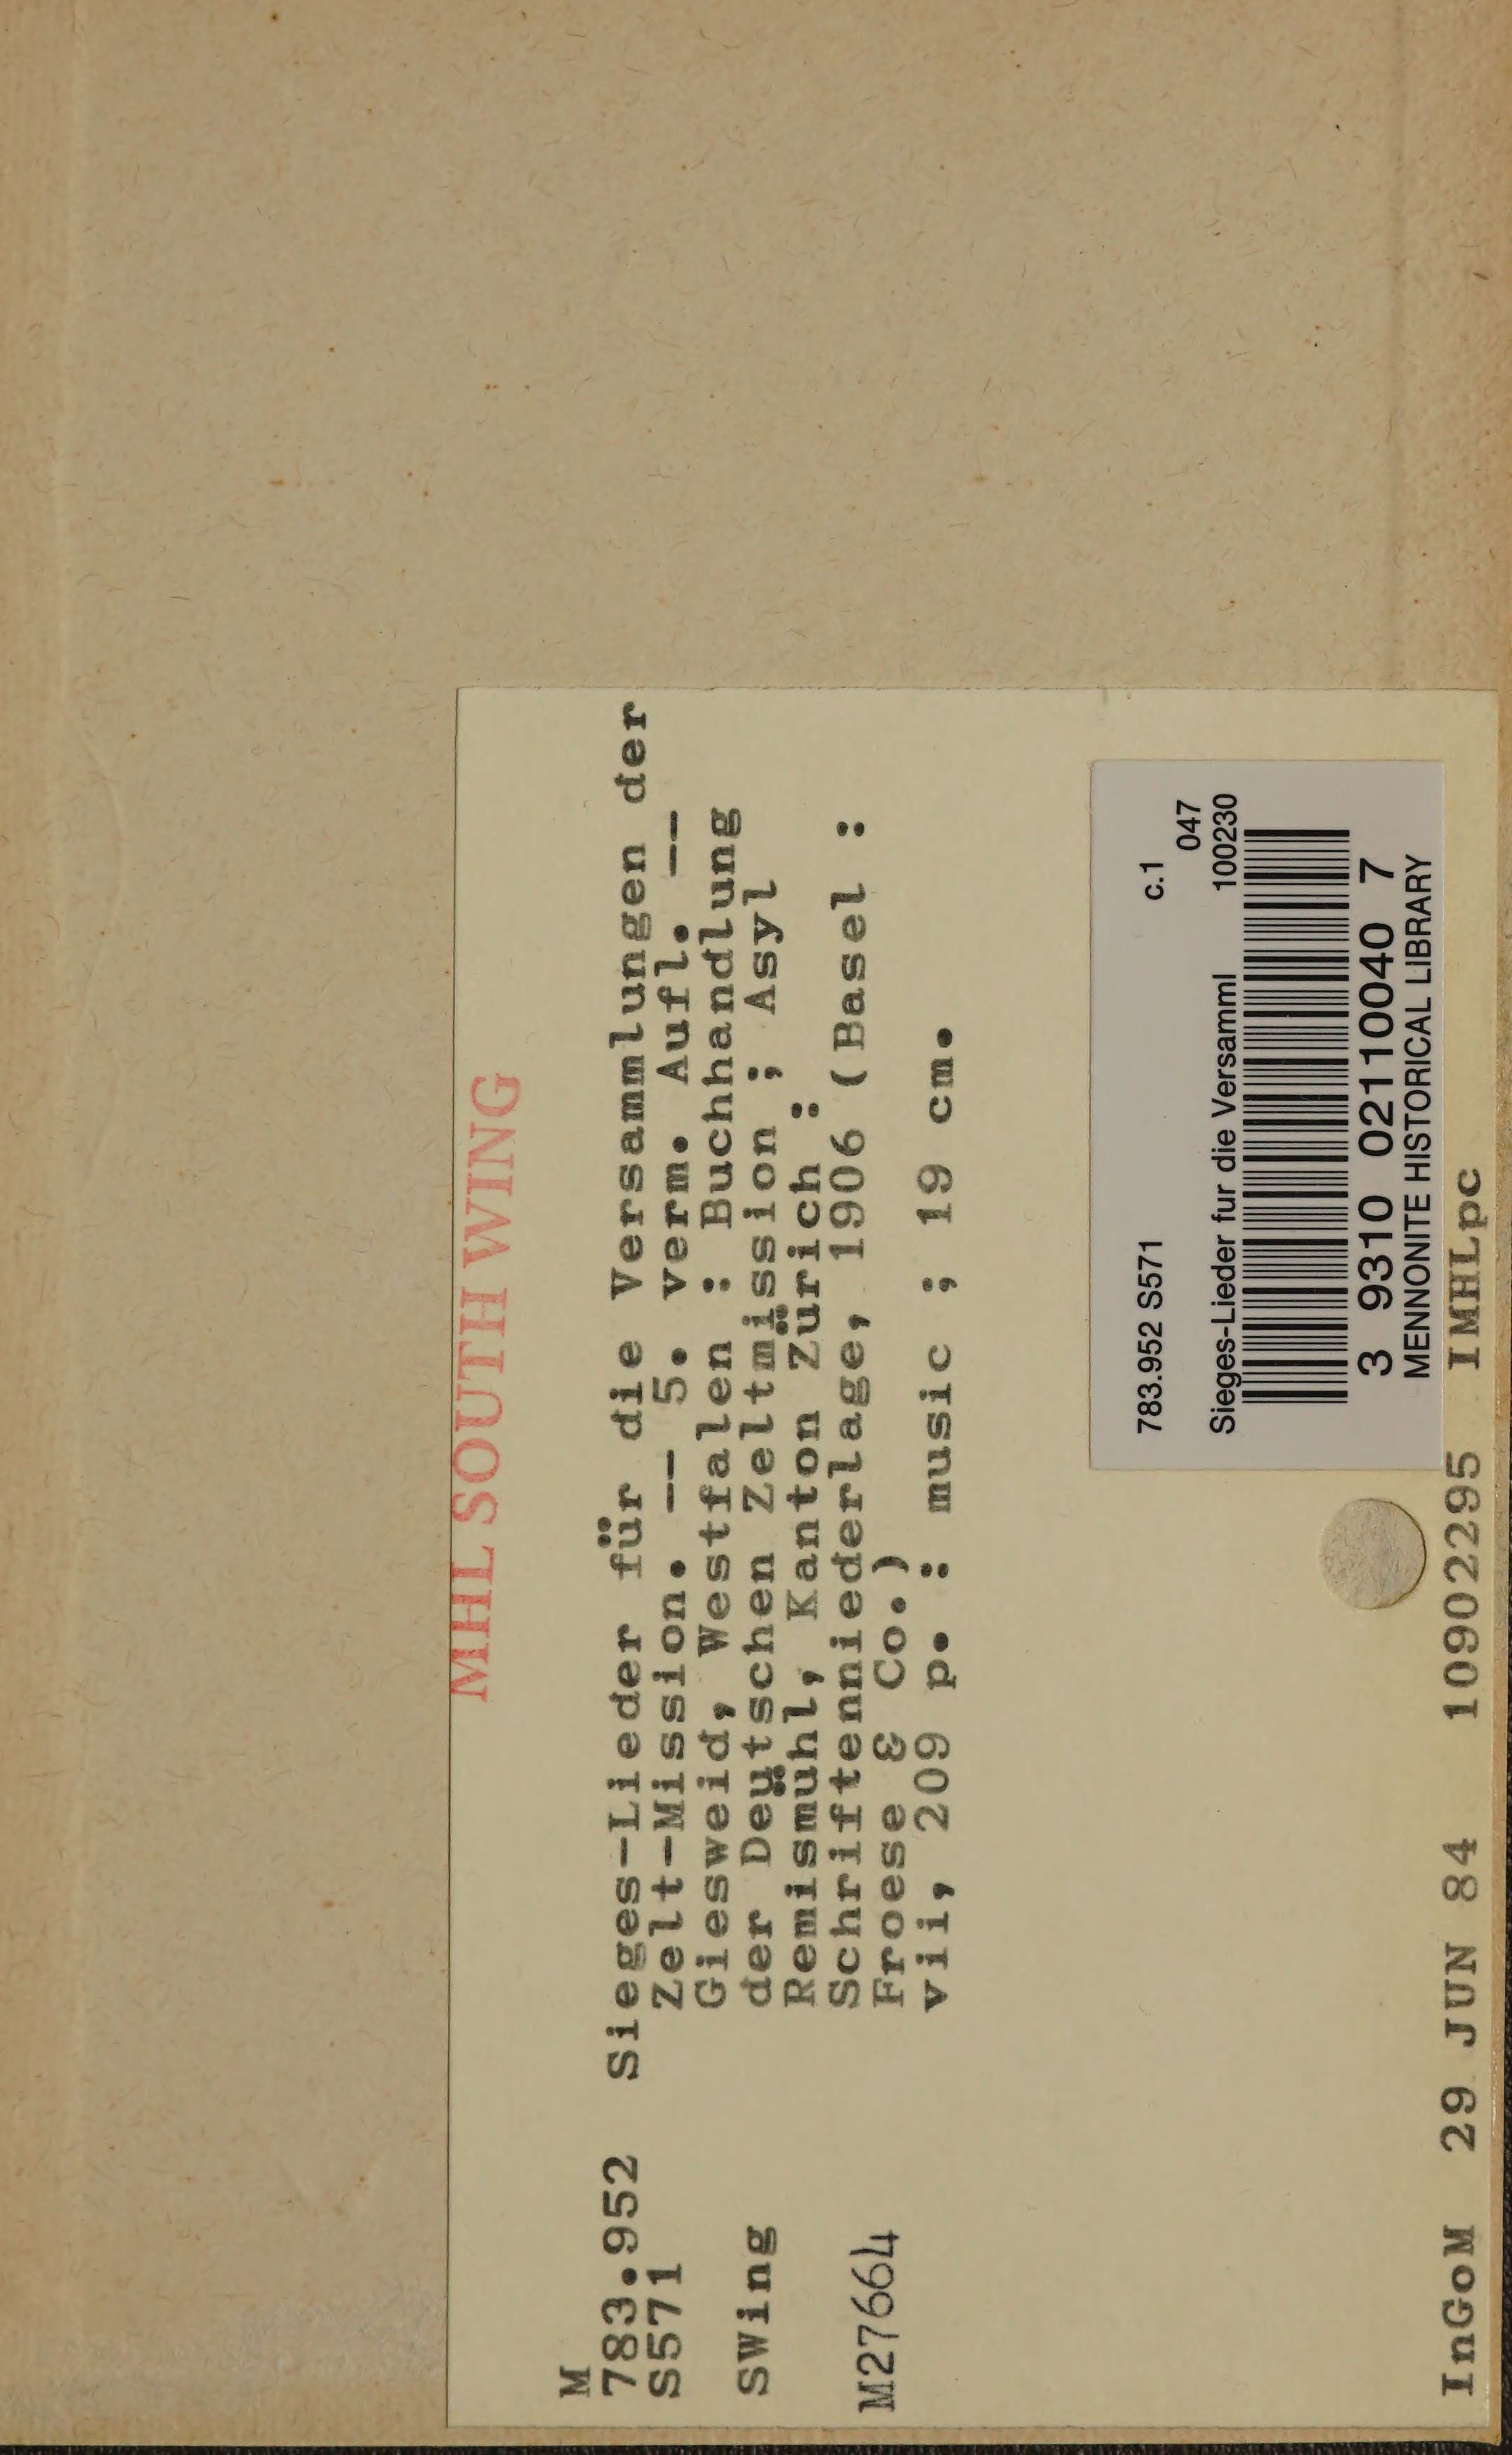 MHL SOUTH WING
M
783.952 Sieges-Lieder für die Versammlungen der
S571 Zelt-Mission. -- 5. verm. Aufl. --
Giesweid, Westfalen : Buchhandlung
SWing der Deutschen Zeltmission ; Asyl
Remismühl, Kanton Zürich :
M27664 Schriftenniederlage, 1906 (Basel :
Froese & Co.)
vii, 209 p. : music ; 19 cm.
783.952 S571 c.1
047
Sieges-Lieder fur die Versamml 100230
3 9310 02110040 7
MENNONITE HISTORICAL LIBRARY
InGoM 29 JUN 84 10902295 IMHLpc